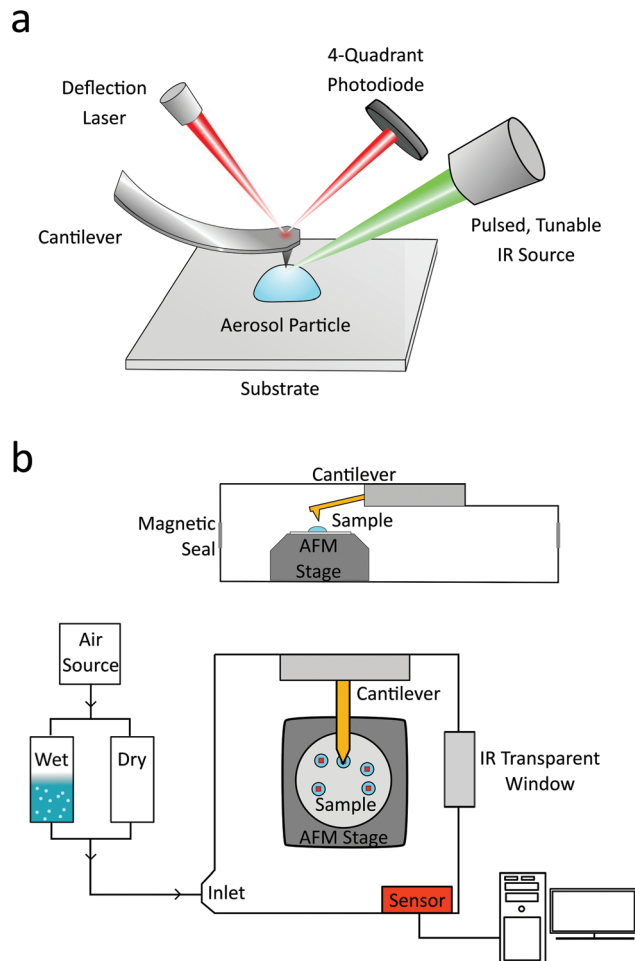 a
Deflection
Laser
4-Quadrant
Photodiode
Cantilever
Pulsed, Tunable
IR Source
Aerosol Particle
Substrate
b
Cantilever
Magnetic
Seal
Sample
AFM
Stage
Air
Source
Wet
Dry
Cantilever
IR Transparent
Window
Sample
AFM Stage
Inlet
Sensor